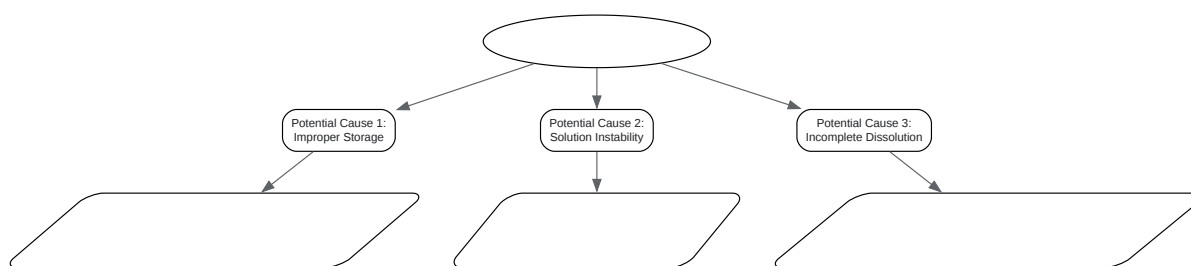 Potential Cause 1:
Improper Storage
Potential Cause 2:
Solution Instability
Potential Cause 3:
Incomplete Dissolution